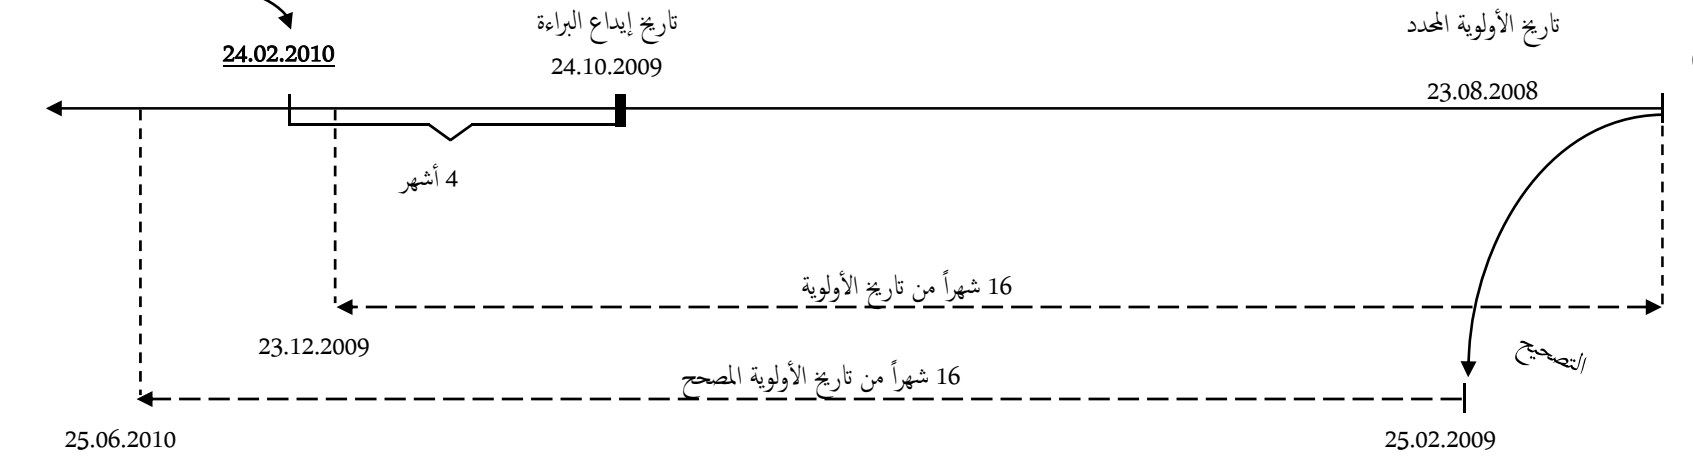 تاريخ الأولوية المحدد
23.08.2008
تاريخ إيداع البراءة
24.10.2009
24.02.2010
4 أشهر
16 شهراً من تاريخ الأولوية
23.12.2009
التصحيح
16 شهراً من تاريخ الأولوية المصحح
25.02.2009
25.06.2010